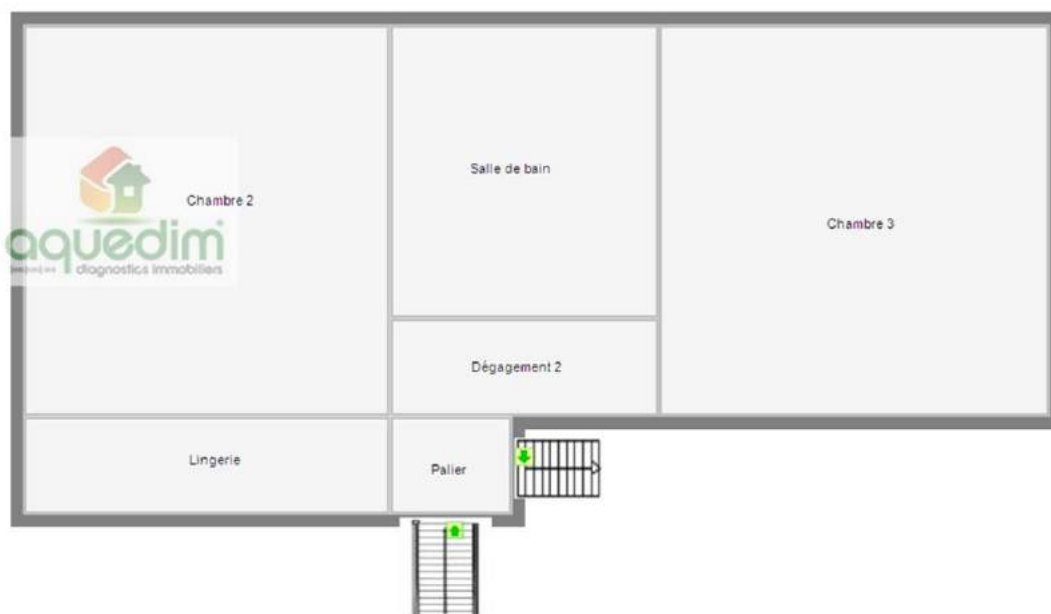 Salle de bain
Chambre 2
Chambre 3
aquedim
diagnostics immobiliers
Dégagement 2
Lingerie
Palier